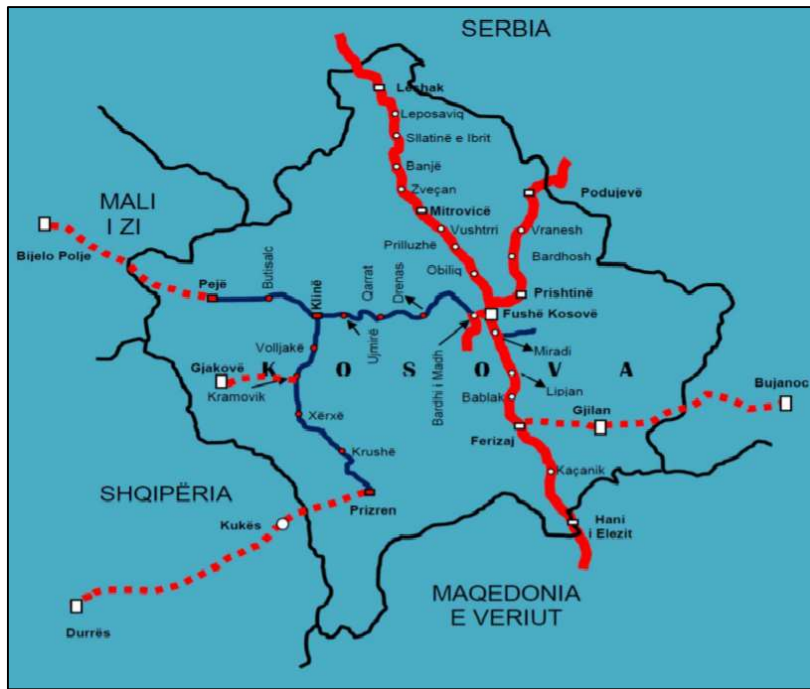 SERBIA
Leshak
Leposaviq
Sllatinë e Ibrit
Banjë
Zveçan
MALI
I ZI
Mitrovicë
Podujevë
Vushtrri
Vranesh
Prilluzhë
Bijelo Polje
Bardhosh
Obiliq
Pejë
Butisalc
Klinë
Qarrat
Drenas
Prishtinë
Fushë Kosovë
Volljakë
Ujmirë
Bardhi i Madh
Miradi
Gjakovë
K O S O V A
Kramovik
Lipjan
Bablak
Bujanoc
Gjilan
Xërxë
Ferizaj
Krushë
Kaçanik
SHQIPËRIA
Prizren
Kukës
Hani
i Elezit
MAQEDONIA
E VERIUT
Durrës